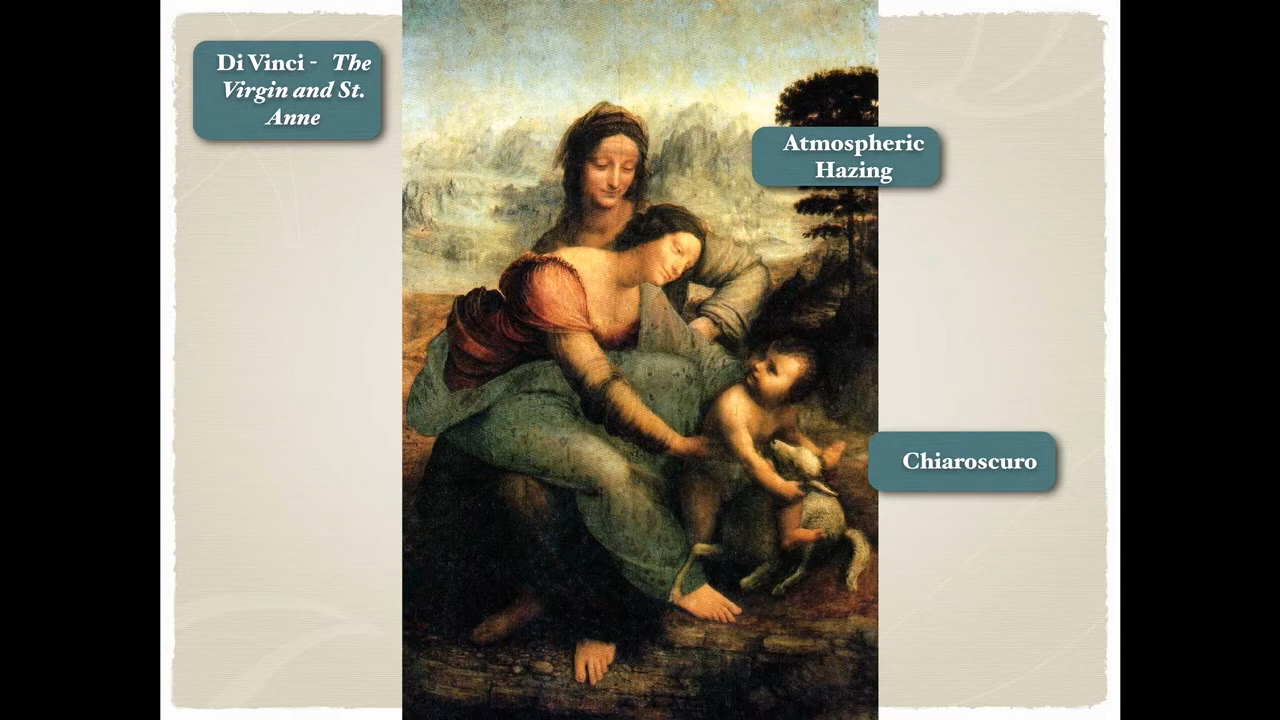 Di Vinci - The
Virgin and St.
Anne
Atmospheric
Hazing
Chiaroscuro